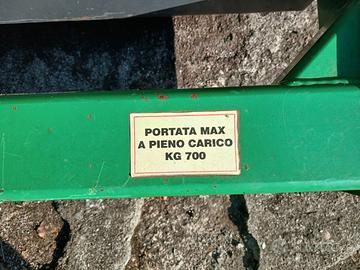 PORTATA MAX
A PIENO CARICO
KG 700